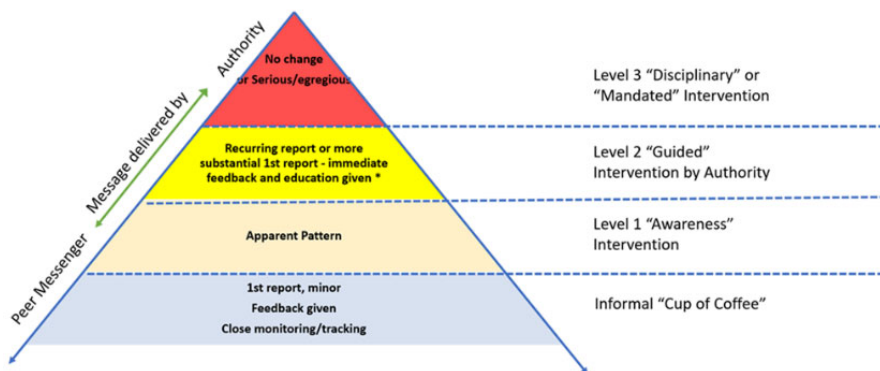 Authority
Message delivered by
Peer Messenger
No change
or Serious/egregious
Level 3 “Disciplinary” or
“Mandated” Intervention
Recurring report or more
substantial 1st report - immediate
feedback and education given *
Level 2 “Guided”
Intervention by Authority
Apparent Pattern
Level 1 “Awareness”
Intervention
1st report, minor
Feedback given
Close monitoring/tracking
Informal “Cup of Coffee”